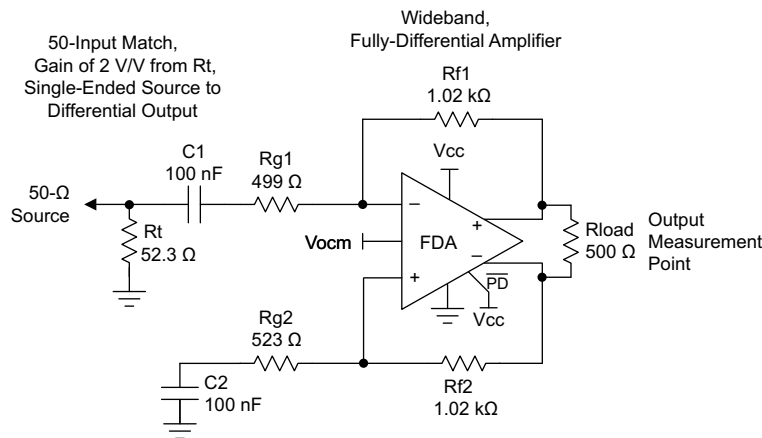 Wideband,
Fully-Differential Amplifier
50-Input Match,
Gain of 2 V/V from Rt,
Single-Ended Source to
Differential Output
Rf1
1.02 kΩ
C1
100 nF
Rg1
499 Ω
Vcc
50-Ω
Source
Rt
52.3 Ω
Vocm
−
+
FDA
+
−
PD
Vcc
Rload
500 Ω
Output
Measurement
Point
Rg2
523 Ω
C2
100 nF
Rf2
1.02 kΩ